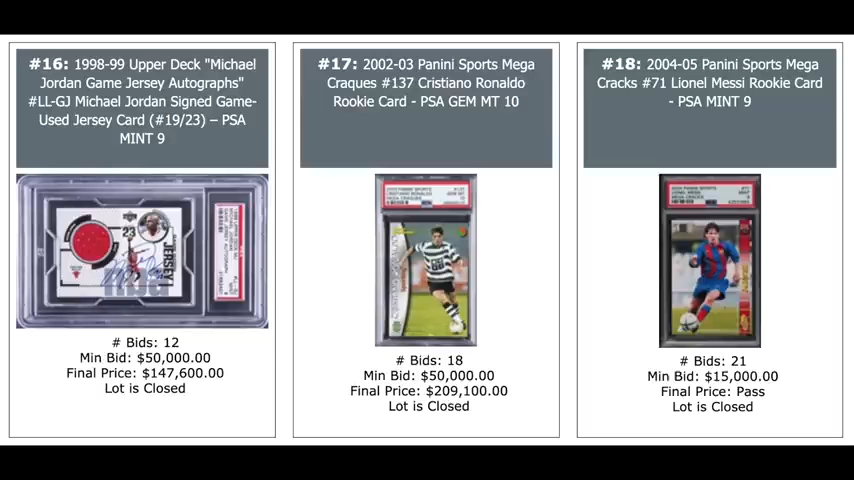 #16: 1998-99 Upper Deck "Michael
Jordan Game Jersey Autographs"
#LL-GJ Michael Jordan Signed Game-
Used Jersey Card (#19/23) – PSA
MINT 9
23
JERSEY
# Bids: 12
Min Bid: $50,000.00
Final Price: $147,600.00
Lot is Closed
#17: 2002-03 Panini Sports Mega
Craques #137 Cristiano Ronaldo
Rookie Card - PSA GEM MT 10
# Bids: 18
Min Bid: $50,000.00
Final Price: $209,100.00
Lot is Closed
#18: 2004-05 Panini Sports Mega
Cracks #71 Lionel Messi Rookie Card
- PSA MINT 9
# Bids: 21
Min Bid: $15,000.00
Final Price: Pass
Lot is Closed